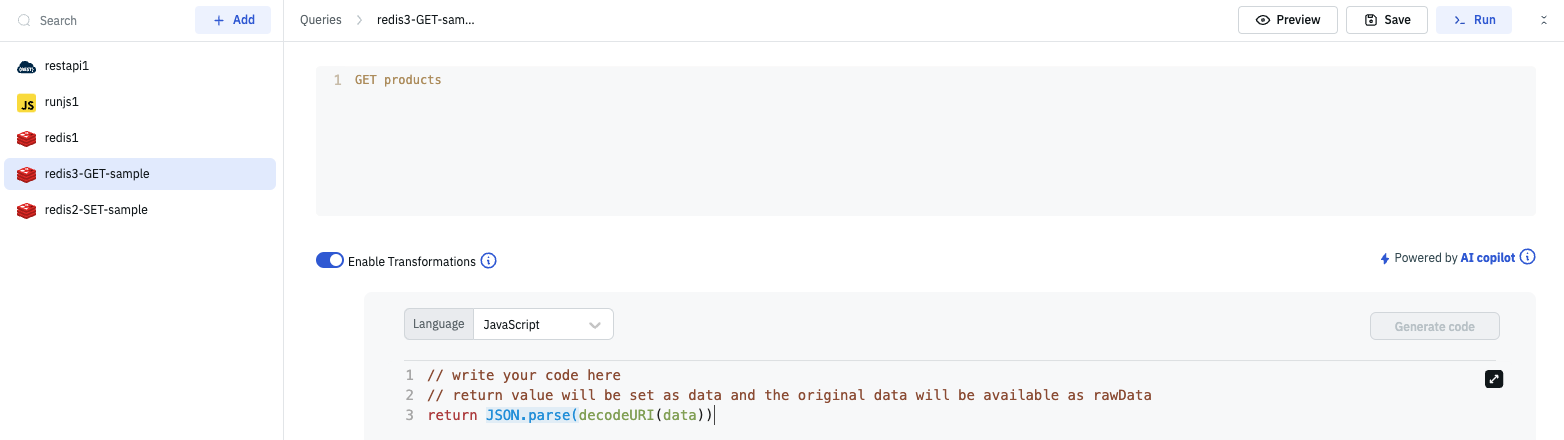 Search
+ Add
Queries > redis3-GET-sam...
Preview
Save
Run
restapi1
JS runjs1
redis1
redis3-GET-sample
redis2-SET-sample
1 GET products
Enable Transformations
Powered by AI copilot
Language JavaScript
Generate code
1 // write your code here
2 // return value will be set as data and the original data will be available as rawData
3 return JSON.parse(decodeURI(data))